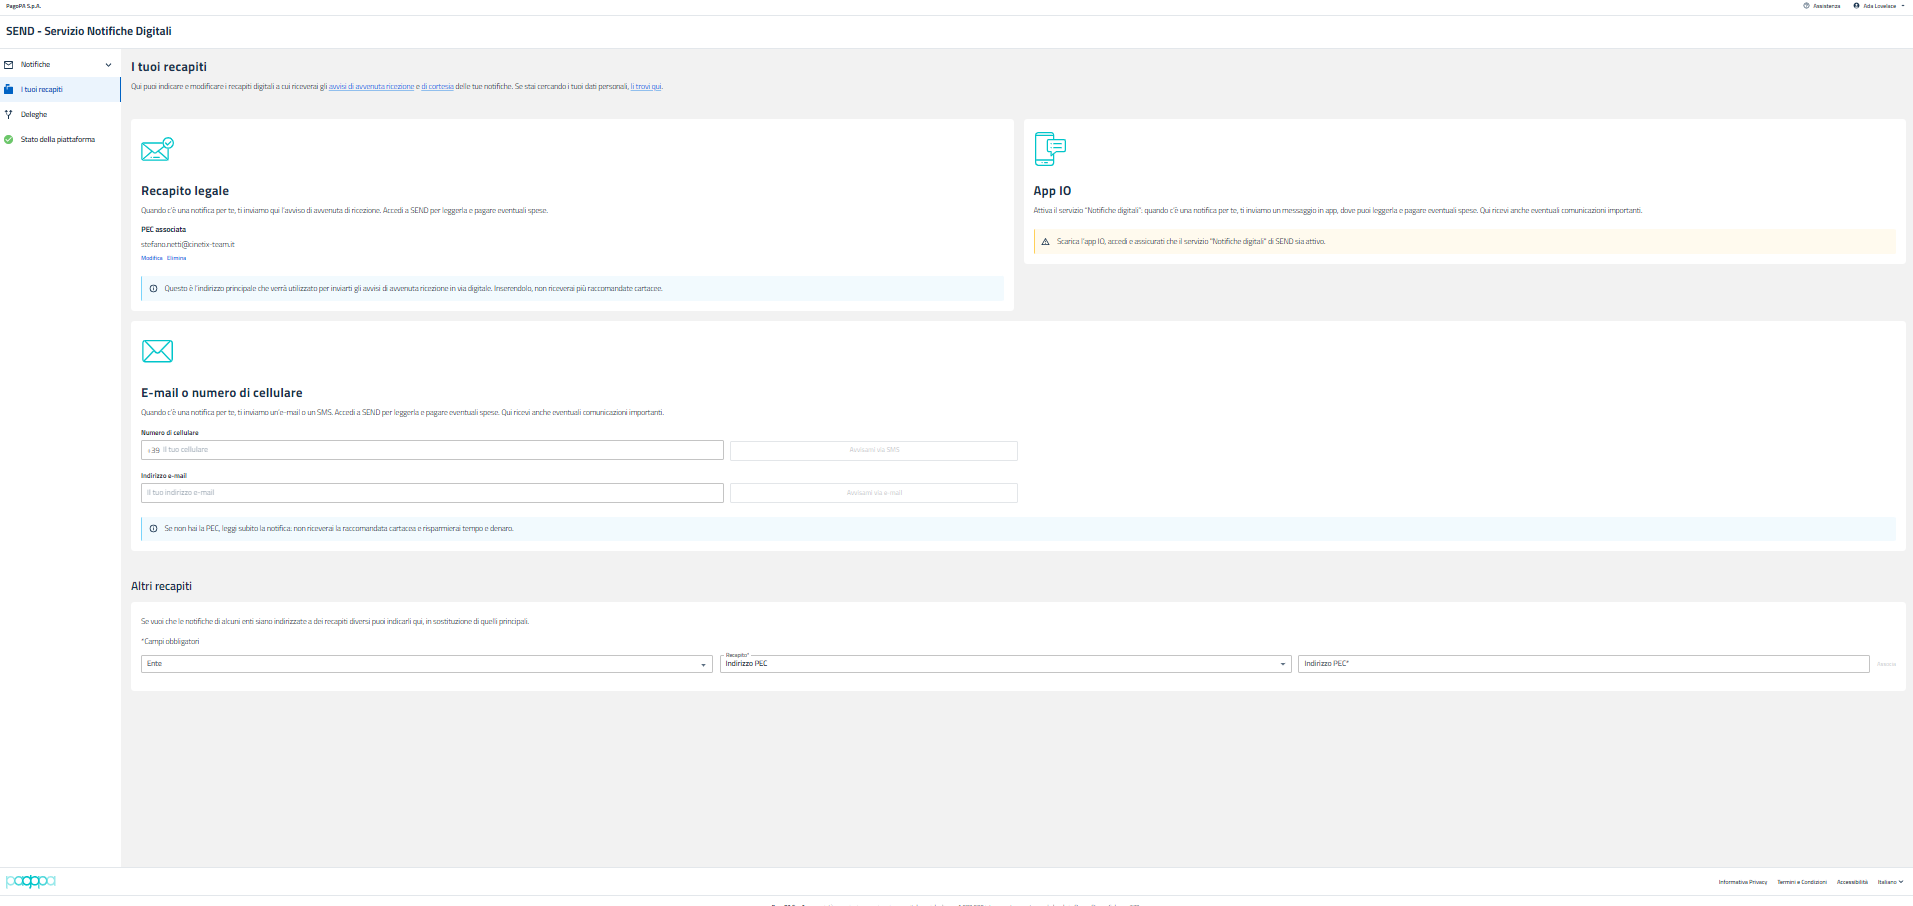 PagoPA S.p.A.
Assistenza
Ada Lovelace
SEND - Servizio Notifiche Digitali
Notifiche
I tuoi recapiti
Deleghe
Stato della piattaforma
I tuoi recapiti
Qui puoi indicare e modificare i recapiti digitali a cui riceverai gli avvisi di avvenuta ricezione e di cortesia delle tue notifiche. Se stai cercando i tuoi dati personali, li trovi qui.
Recapito legale
Quando c'è una notifica per te, ti inviamo qui l'avviso di avvenuta di ricezione. Accedi a SEND per leggerla e pagare eventuali spese.
PEC associata
stefano.netti@cinetix-team.it
Modifica Elimina
Questo è l'indirizzo principale che verrà utilizzato per inviarti gli avvisi di avvenuta ricezione in via digitale. Inserendolo, non riceverai più raccomandate cartacee.
App IO
Attiva il servizio "Notifiche digitali": quando c'è una notifica per te, ti inviamo un messaggio in app, dove puoi leggerla e pagare eventuali spese. Qui ricevi anche eventuali comunicazioni importanti.
Scarica l'app IO, accedi e assicurati che il servizio "Notifiche digitali" di SEND sia attivo.
E-mail o numero di cellulare
Quando c'è una notifica per te, ti inviamo un'e-mail o un SMS. Accedi a SEND per leggerla e pagare eventuali spese. Qui ricevi anche eventuali comunicazioni importanti.
Numero di cellulare
+39 Il tuo cellulare
Avvisami via SMS
Indirizzo e-mail
Il tuo indirizzo e-mail
Avvisami via e-mail
Se non hai la PEC, leggi subito la notifica: non riceverai la raccomandata cartacea e risparmierai tempo e denaro.
Altri recapiti
Se vuoi che le notifiche di alcuni enti siano indirizzate a dei recapiti diversi puoi indicarli qui, in sostituzione di quelli principali.
*Campi obbligatori
Ente
Recapito*
Indirizzo PEC
Indirizzo PEC*
pagopa
Informativa Privacy
Termini e Condizioni
Accessibilità
Italiano